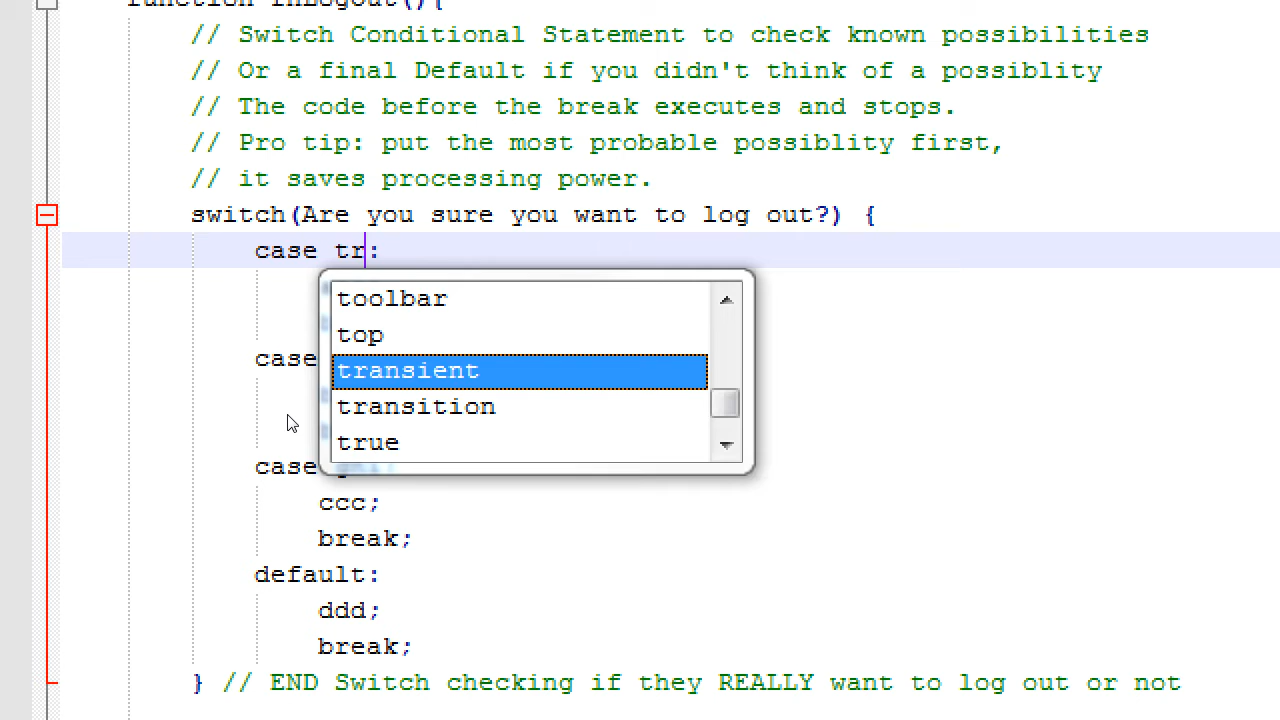 function fnLogout(){
// Switch Conditional Statement to check known possibilities
// Or a final Default if you didn't think of a possiblity
// The code before the break executes and stops.
// Pro tip: put the most probable possiblity first,
// it saves processing power.
switch(Are you sure you want to log out?) {
case tr:
toolbar
top
case
transient
transition
true
case ghi:
ccc;
break;
default:
ddd;
break;
} // END Switch checking if they REALLY want to log out or not